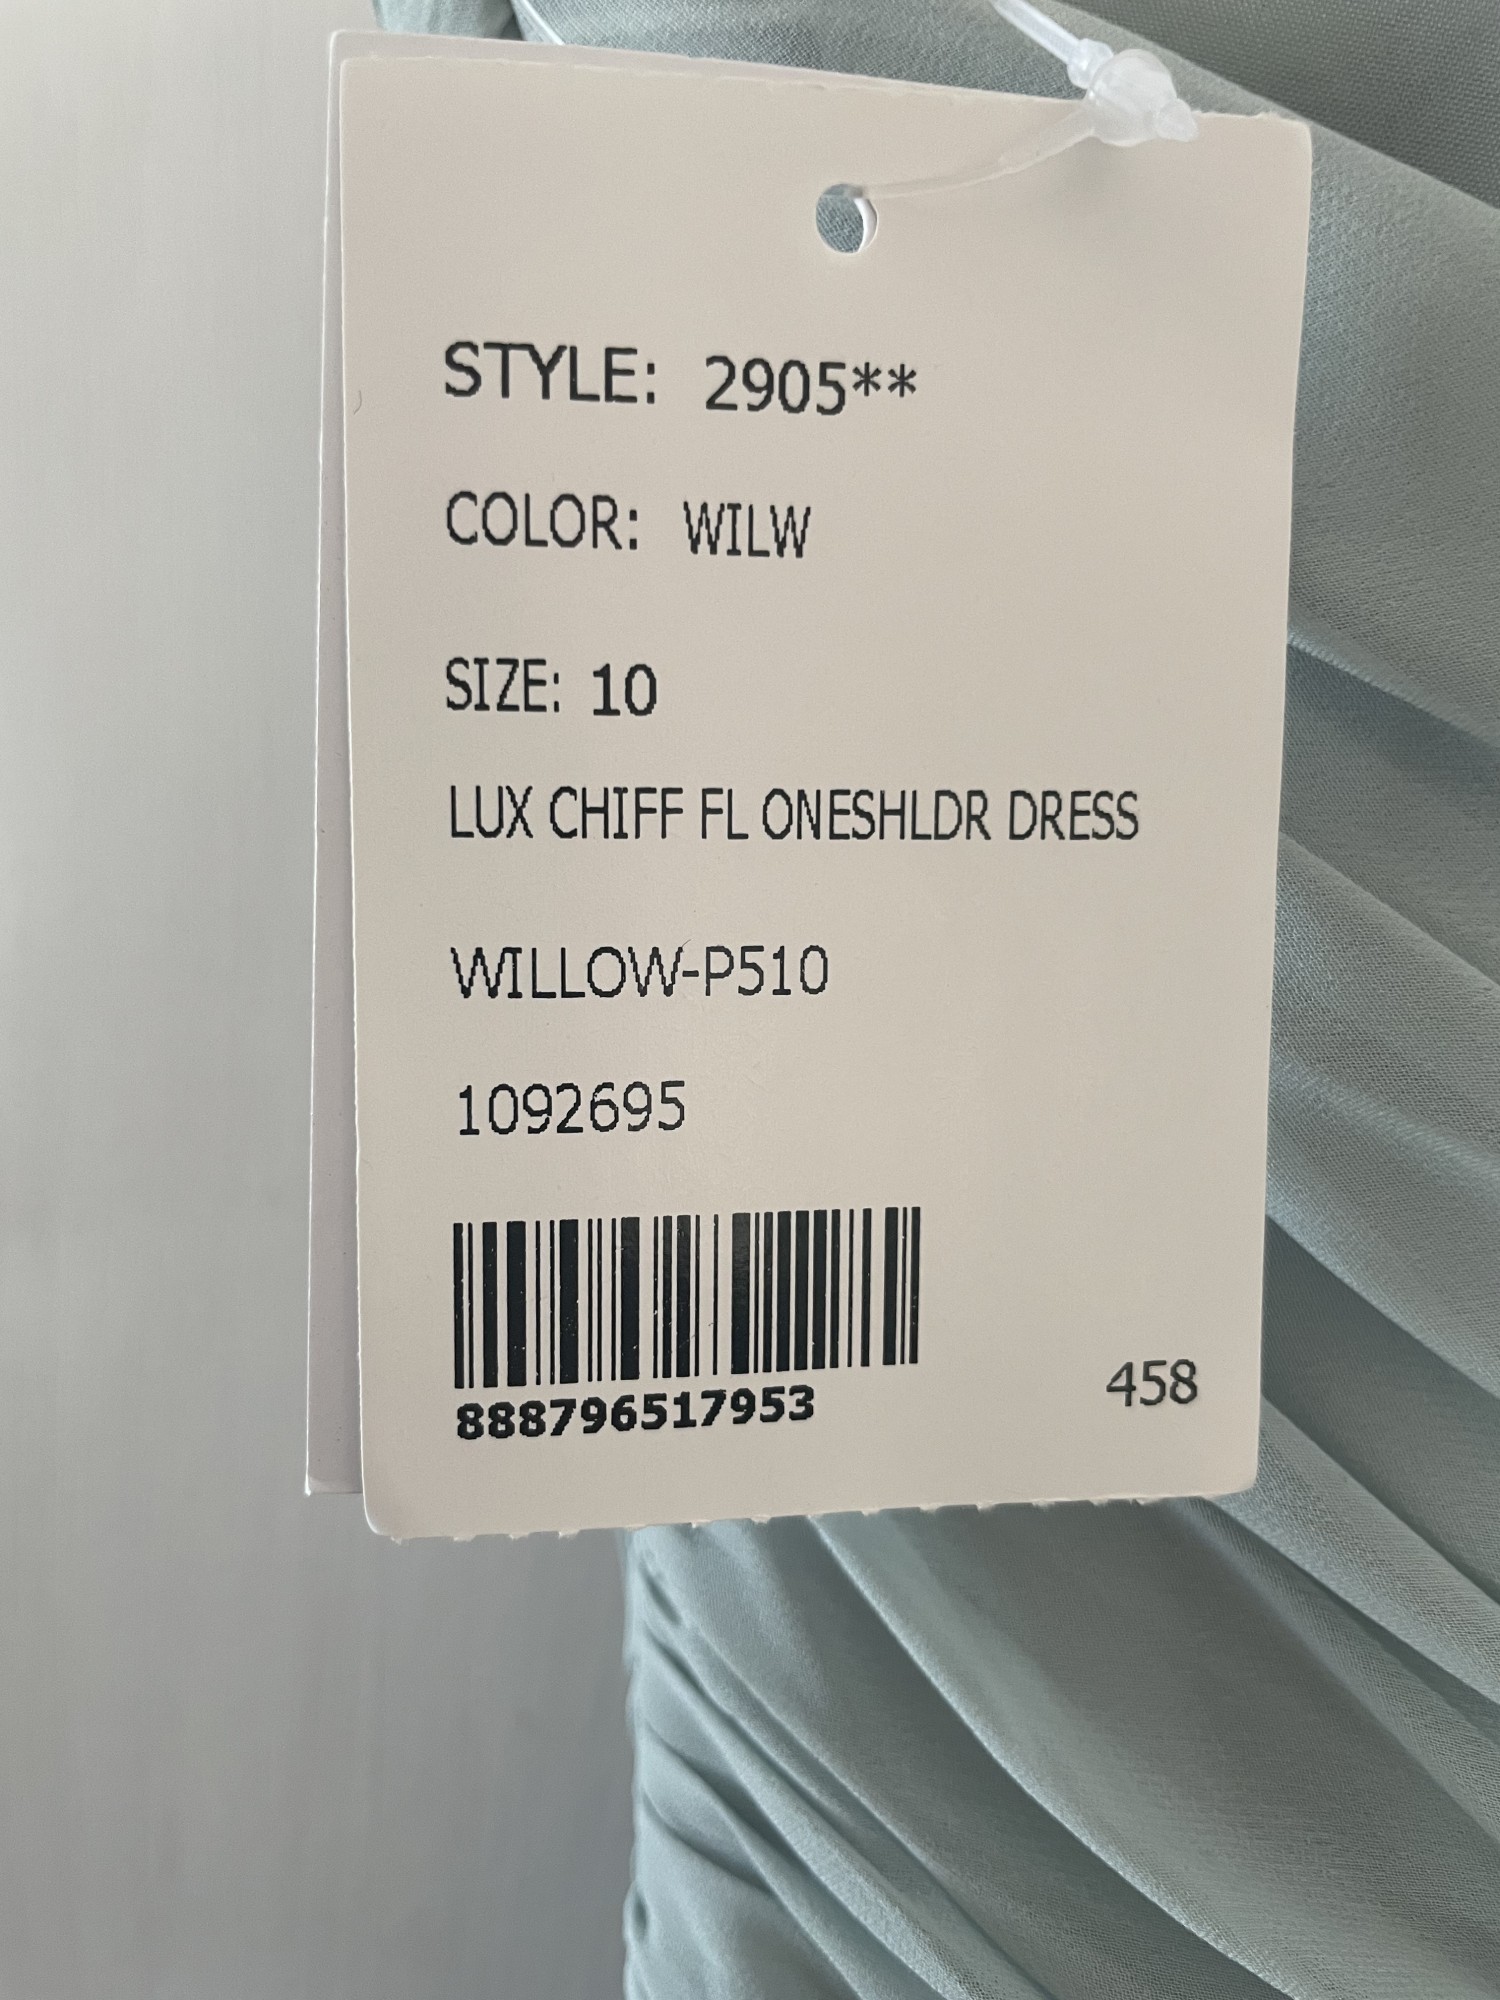 STYLE: 2905**
COLOR: WILW
SIZE: 10
LUX CHIFF FL ONESHLDR DRESS
WILLOW-P510
1092695
888796517953
458